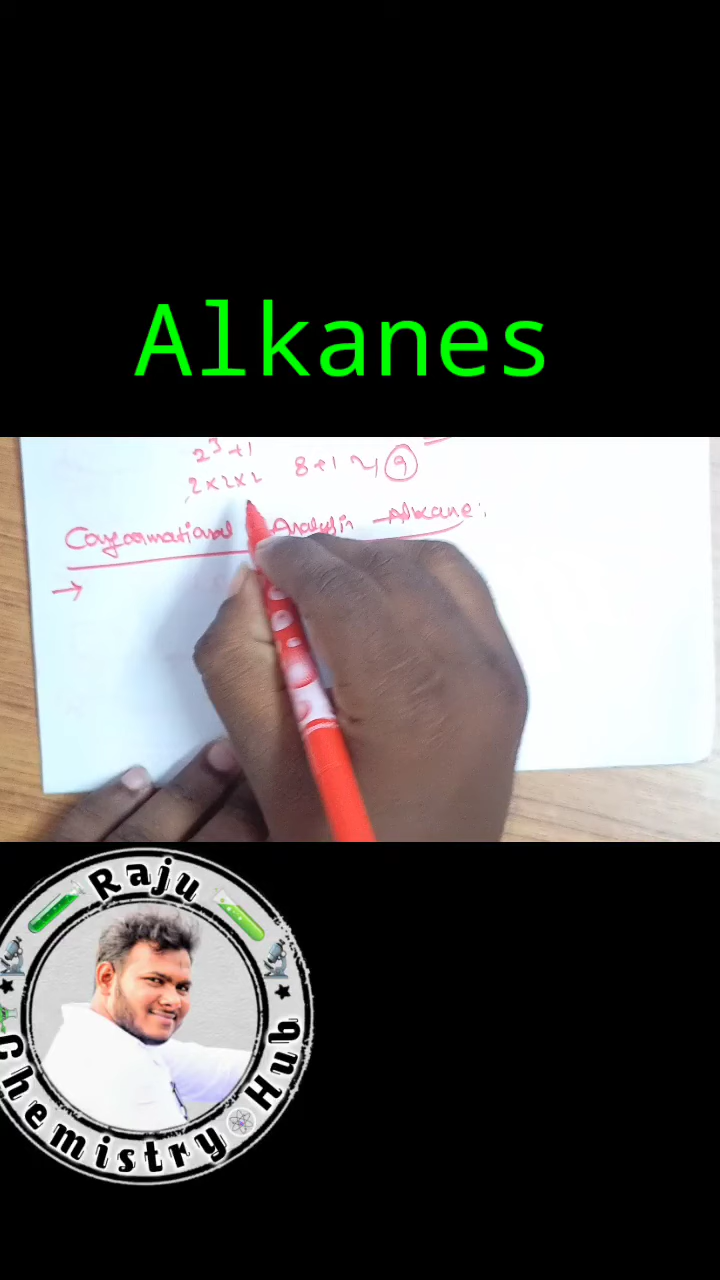 Alkanes
2³+1
2×2×2 8+1 ~ 9
Conformational Analysis Alkane:
→
Raju
Chemistry Hub